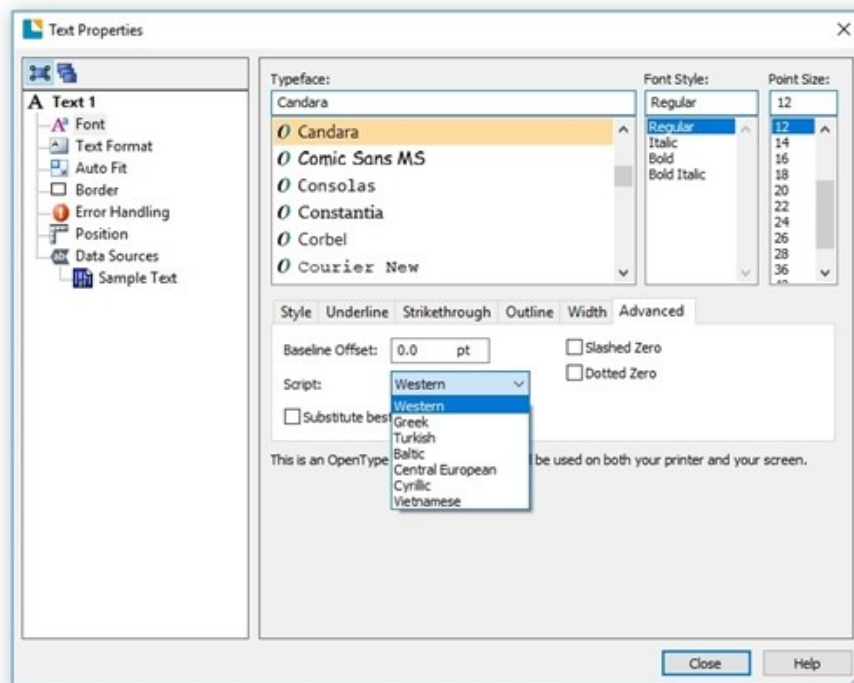 Text Properties
Text 1
Font
Text Format
Auto Fit
Border
Error Handling
Position
Data Sources
Sample Text
Typeface:
Candara
Candara
Comic Sans MS
Consolas
Constantia
Corbel
Courier New
Font Style:
Regular
Regular
Italic
Bold
Bold Italic
Point Size:
12
12
14
16
18
20
22
24
26
28
36
Style Underline Strikethrough Outline Width Advanced
Baseline Offset: 0.0 pt
Slashed Zero
Script: Western
Dotted Zero
Substitute best
Western
Greek
Turkish
Baltic
Central European
Cyrillic
Vietnamese
This is an OpenType be used on both your printer and your screen.
Close Help